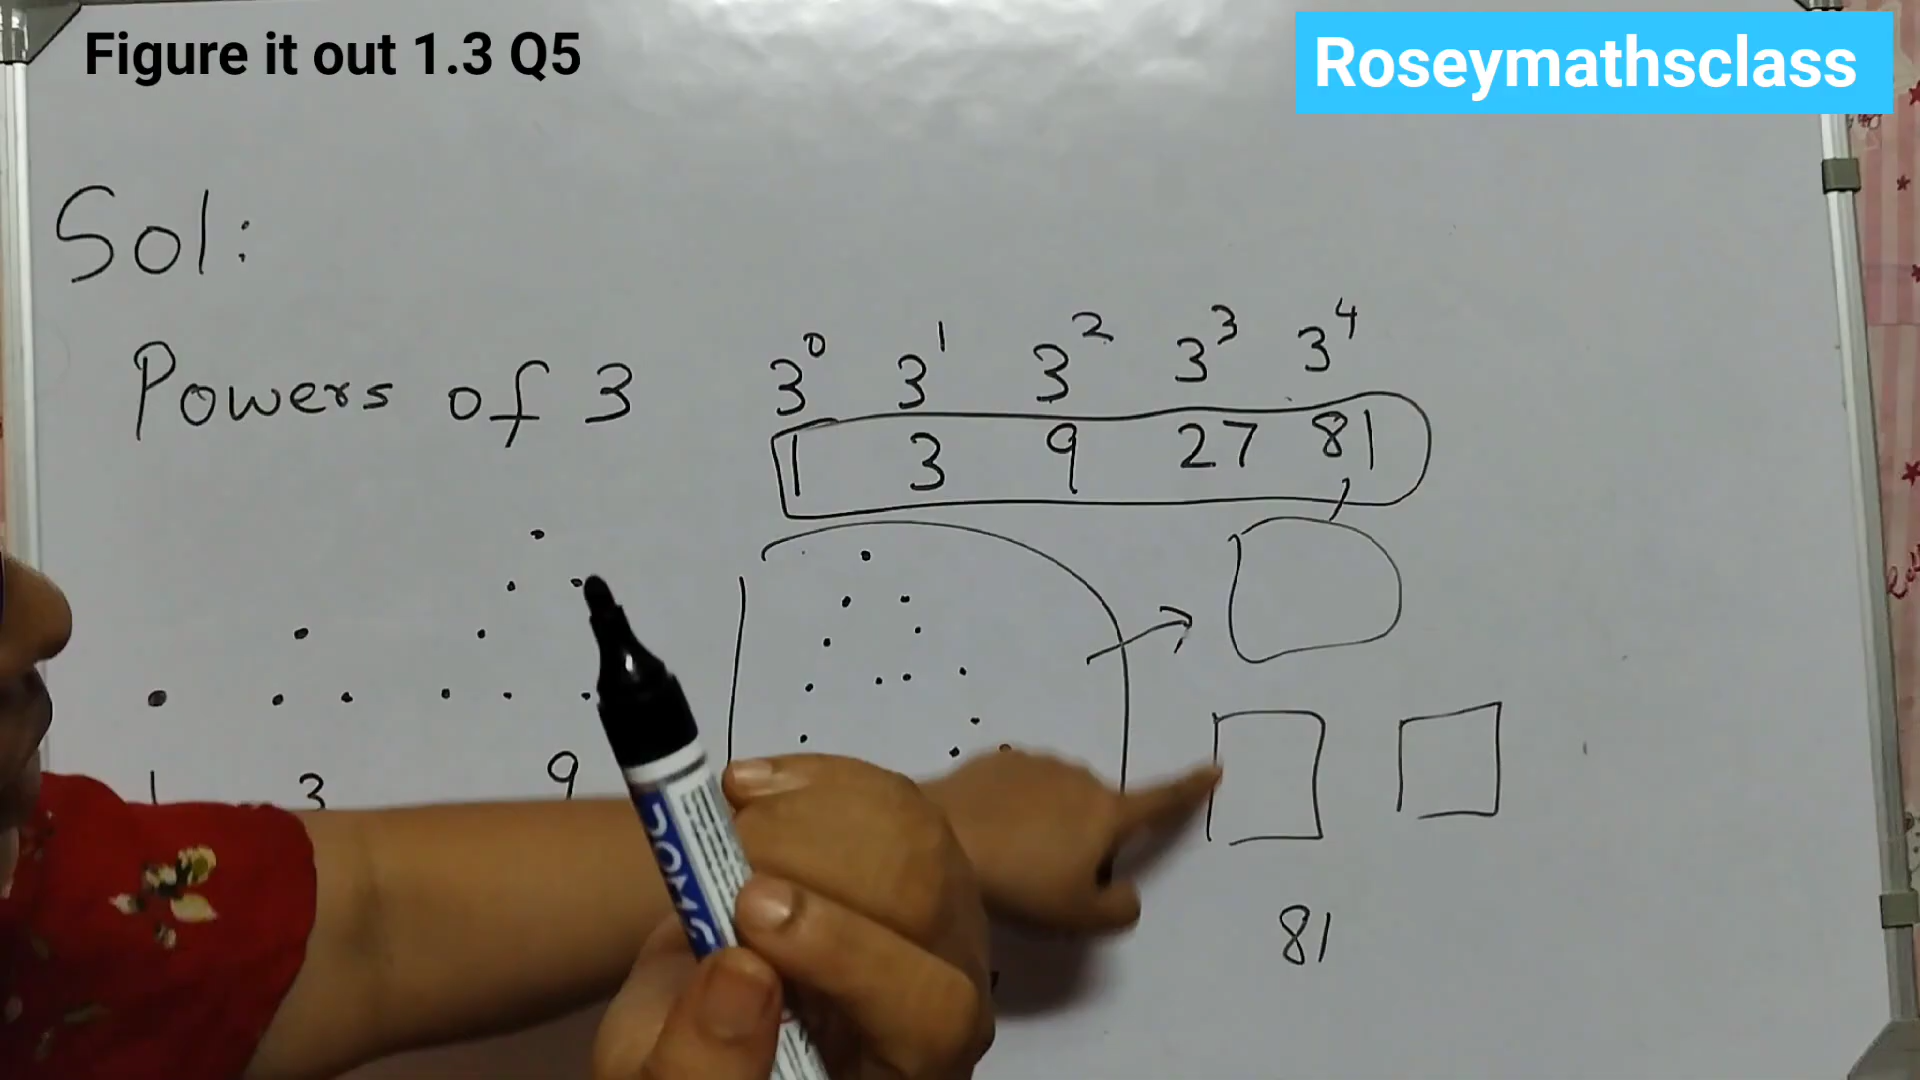 Figure it out 1.3 Q5
Roseymathsclass
Sol:
Powers of 3
3⁰ 3¹ 3² 3³ 3⁴
1 3 9 27 81
1 3 9
81